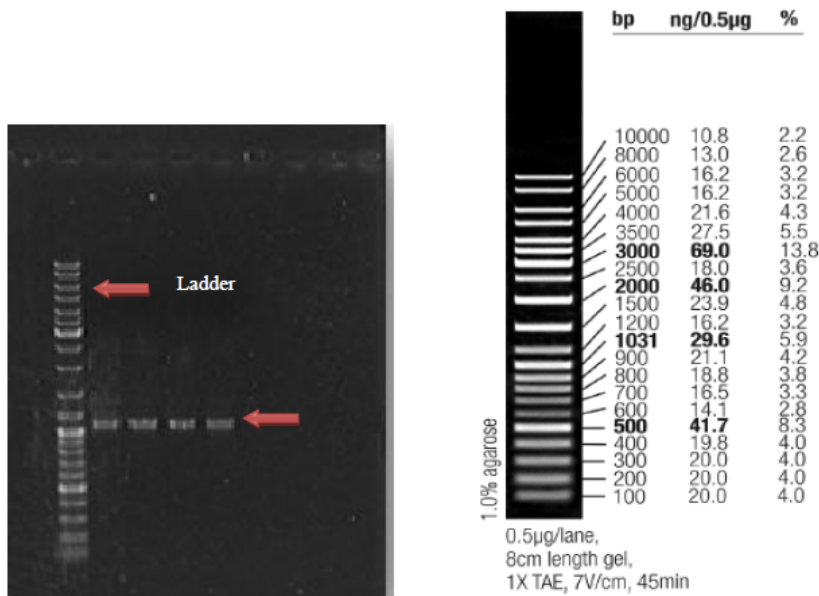 Ladder
bp ng/0.5µg %
10000 10.8 2.2
8000 13.0 2.6
6000 16.2 3.2
5000 16.2 3.2
4000 21.6 4.3
3500 27.5 5.5
3000 69.0 13.8
2500 18.0 3.6
2000 46.0 9.2
1500 23.9 4.8
1200 16.2 3.2
1031 29.6 5.9
900 21.1 4.2
800 18.8 3.8
700 16.5 3.3
600 14.1 2.8
500 41.7 8.3
400 19.8 4.0
300 20.0 4.0
200 20.0 4.0
100 20.0 4.0
1.0% agarose
0.5µg/lane,
8cm length gel,
1X TAE, 7V/cm, 45min